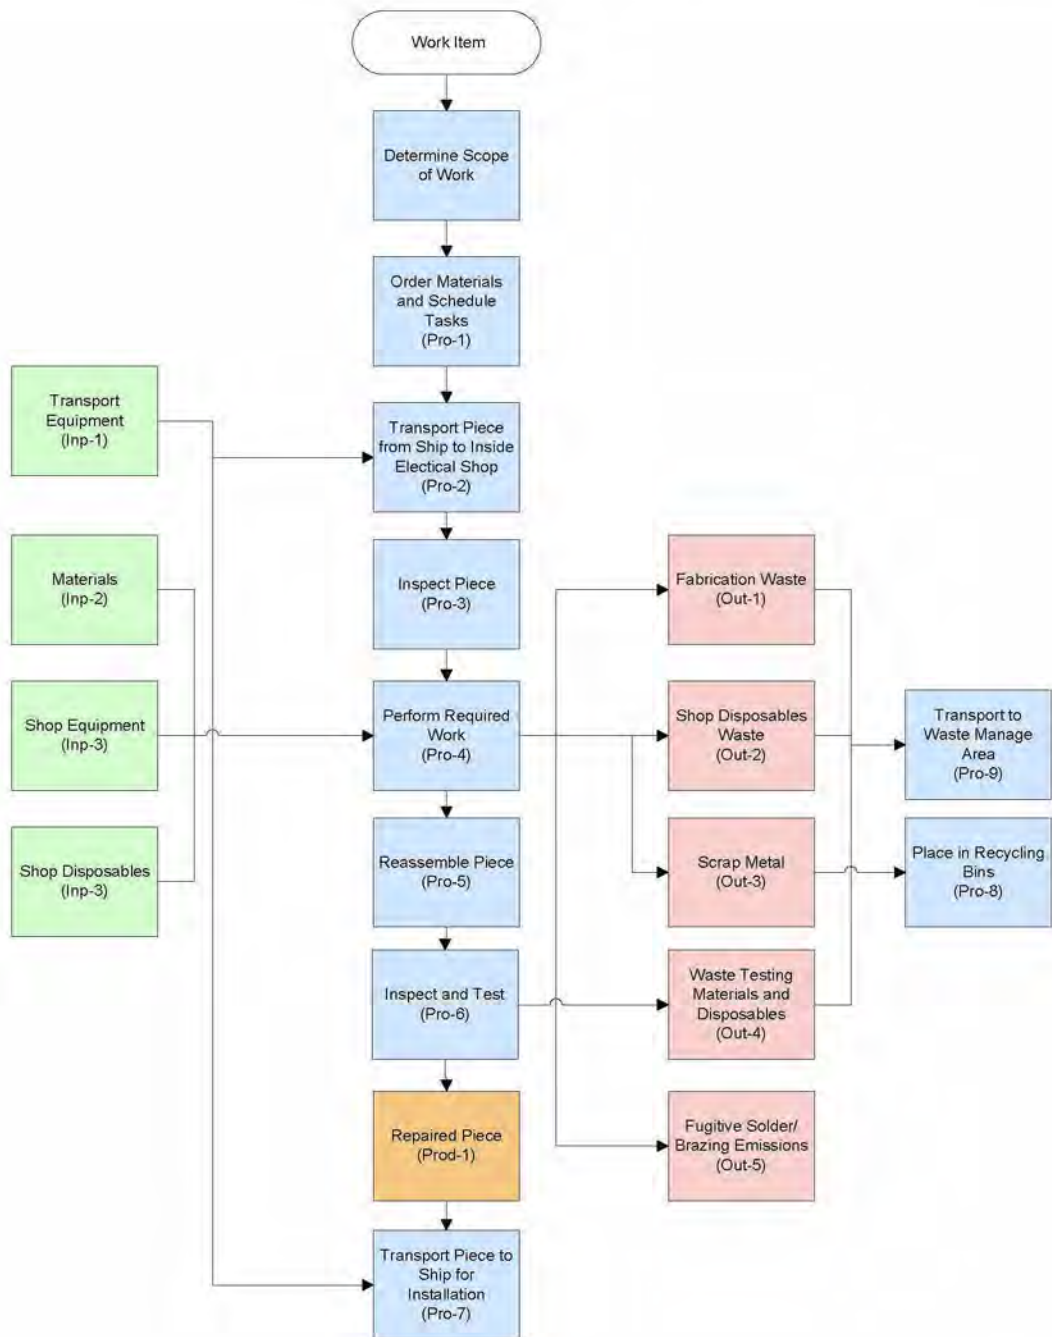 Work Item
Determine Scope
of Work
Order Materials
and Schedule
Tasks
(Pro-1)
Transport
Equipment
(Inp-1)
Transport Piece
from Ship to Inside
Electical Shop
(Pro-2)
Materials
(Inp-2)
Inspect Piece
(Pro-3)
Fabrication Waste
(Out-1)
Shop Equipment
(Inp-3)
Perform Required
Work
(Pro-4)
Shop Disposables
Waste
(Out-2)
Transport to
Waste Manage
Area
(Pro-9)
Shop Disposables
(Inp-3)
Reassemble Piece
(Pro-5)
Scrap Metal
(Out-3)
Place in Recycling
Bins
(Pro-8)
Inspect and Test
(Pro-6)
Waste Testing
Materials and
Disposables
(Out-4)
Repaired Piece
(Prod-1)
Fugitive Solder/
Brazing Emissions
(Out-5)
Transport Piece to
Ship for
Installation
(Pro-7)